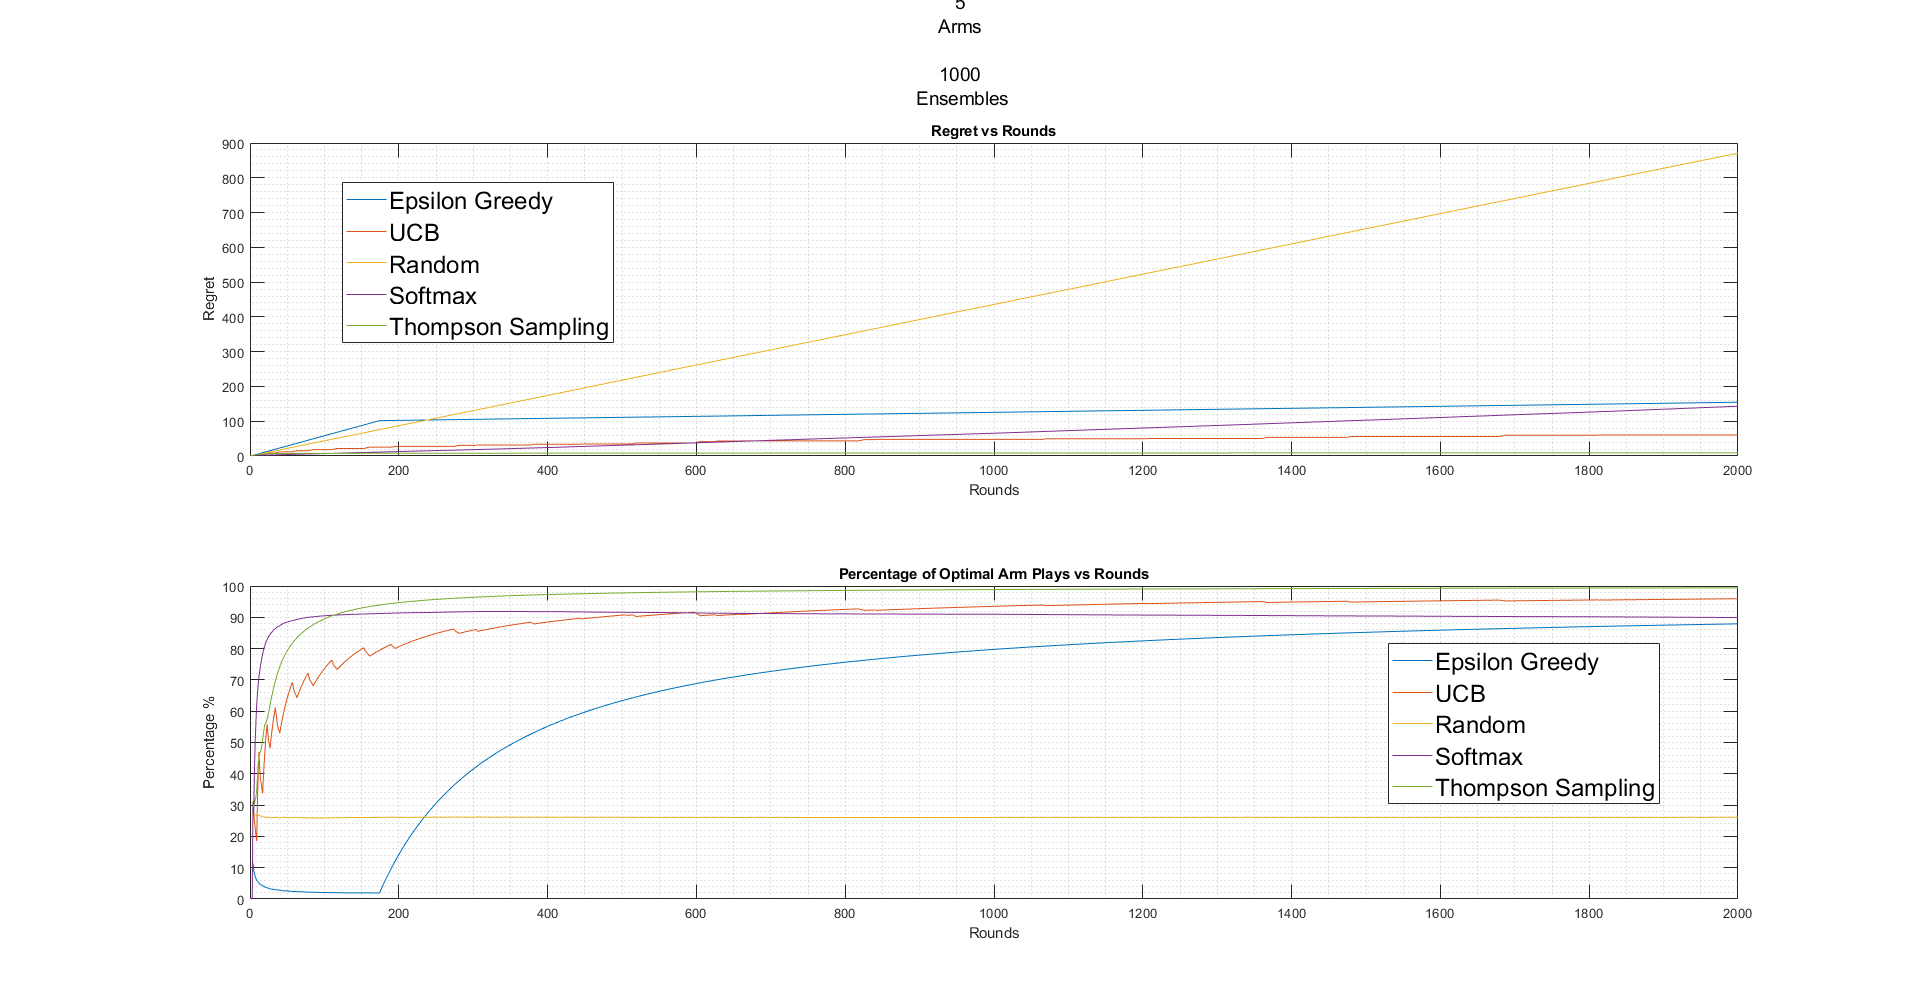 5
Arms
1000
Ensembles
Regret vs Rounds
900
800
700
600
500
400
300
200
100
0
Regret
Epsilon Greedy
UCB
Random
Softmax
Thompson Sampling
0 200 400 600 800 1000 1200 1400 1600 1800 2000
Rounds
Percentage of Optimal Arm Plays vs Rounds
100
90
80
70
60
50
40
30
20
10
0
Percentage %
Epsilon Greedy
UCB
Random
Softmax
Thompson Sampling
0 200 400 600 800 1000 1200 1400 1600 1800 2000
Rounds